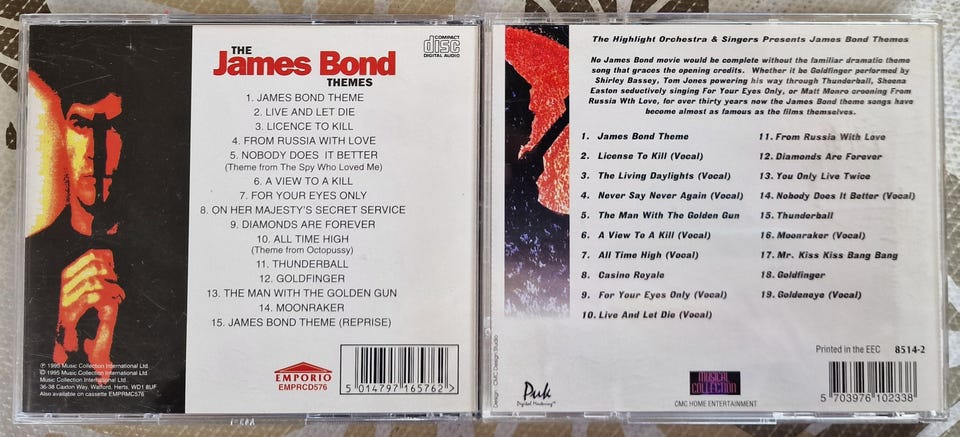 THE
James Bond
THEMES
COMPACT
disc
DIGITAL AUDIO
1. JAMES BOND THEME
2. LIVE AND LET DIE
3. LICENCE TO KILL
4. FROM RUSSIA WITH LOVE
5. NOBODY DOES IT BETTER
(Theme from The Spy Who Loved Me)
6. A VIEW TO A KILL
7. FOR YOUR EYES ONLY
8. ON HER MAJESTY'S SECRET SERVICE
9. DIAMONDS ARE FOREVER
10. ALL TIME HIGH
(Theme from Octopussy)
11. THUNDERBALL
12. GOLDFINGER
13. THE MAN WITH THE GOLDEN GUN
14. MOONRAKER
15. JAMES BOND THEME (REPRISE)
℗ 1995 Music Collection International Ltd.
© 1995 Music Collection International Ltd.
Music Collection International Ltd.
36-38 Caxton Way, Watford, Herts, WD1 8UF
Also available on cassette EMPRMC576
EMPORIO
EMPRCD576
5 014797 165762 >
The Highlight Orchestra & Singers Presents James Bond Themes
No James Bond movie would be complete without the familiar dramatic theme
song that graces the opening credits. Whether it be Goldfinger performed by
Shirley Bassey, Tom Jones powering his way through Thunderball, Sheena
Easton seductively singing For Your Eyes Only, or Matt Monro crooning From
Russia Wth Love, for over thirty years now the James Bond theme songs have
become almost as famous as the films themselves.
1. James Bond Theme
2. License To Kill (Vocal)
3. The Living Daylights (Vocal)
4. Never Say Never Again (Vocal)
5. The Man With The Golden Gun
6. A View To A Kill (Vocal)
7. All Time High (Vocal)
8. Casino Royale
9. For Your Eyes Only (Vocal)
10. Live And Let Die (Vocal)
11. From Russia With Love
12. Diamonds Are Forever
13. You Only Live Twice
14. Nobody Does It Better (Vocal)
15. Thunderball
16. Moonraker (Vocal)
17. Mr. Kiss Kiss Bang Bang
18. Goldfinger
19. Goldeneye (Vocal)
Design - CMC Design Studio
Puk
Digital Mastering™
MUSICAL
COLLECTION
CMC HOME ENTERTAINMENT
Printed in the EEC 8514-2
5 703976 102338